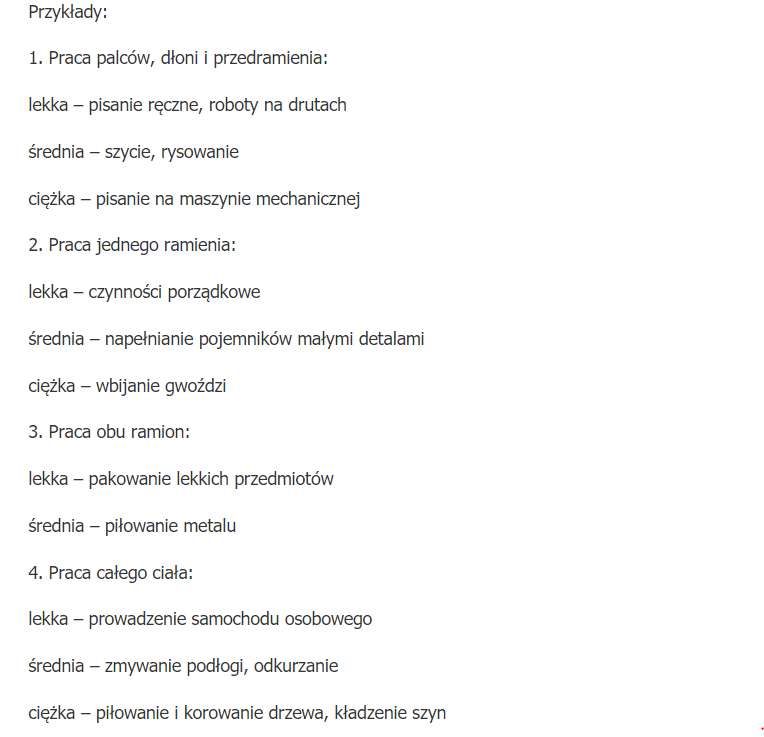 Przykłady:
1. Praca palców, dłoni i przedramienia:
lekka – pisanie ręczne, roboty na drutach
średnia – szycie, rysowanie
ciężka – pisanie na maszynie mechanicznej
2. Praca jednego ramienia:
lekka – czynności porządkowe
średnia – napełnianie pojemników małymi detalami
ciężka – wbijanie gwoździ
3. Praca obu ramion:
lekka – pakowanie lekkich przedmiotów
średnia – piłowanie metalu
4. Praca całego ciała:
lekka – prowadzenie samochodu osobowego
średnia – zmywanie podłogi, odkurzanie
ciężka – piłowanie i korowanie drzewa, kładzenie szyn